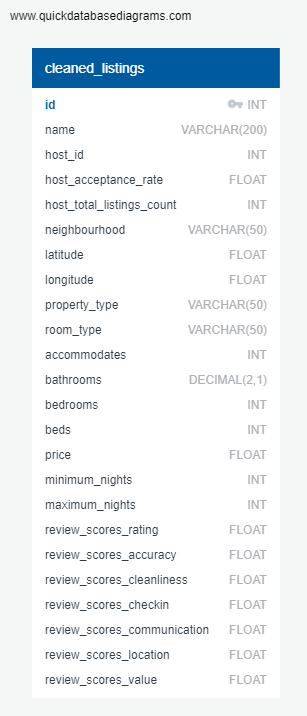 www.quickdatabasediagrams.com
cleaned_listings
id INT
name VARCHAR(200)
host_id INT
host_acceptance_rate FLOAT
host_total_listings_count INT
neighbourhood VARCHAR(50)
latitude FLOAT
longitude FLOAT
property_type VARCHAR(50)
room_type VARCHAR(50)
accommodates INT
bathrooms DECIMAL(2,1)
bedrooms INT
beds INT
price FLOAT
minimum_nights INT
maximum_nights INT
review_scores_rating FLOAT
review_scores_accuracy FLOAT
review_scores_cleanliness FLOAT
review_scores_checkin FLOAT
review_scores_communication FLOAT
review_scores_location FLOAT
review_scores_value FLOAT